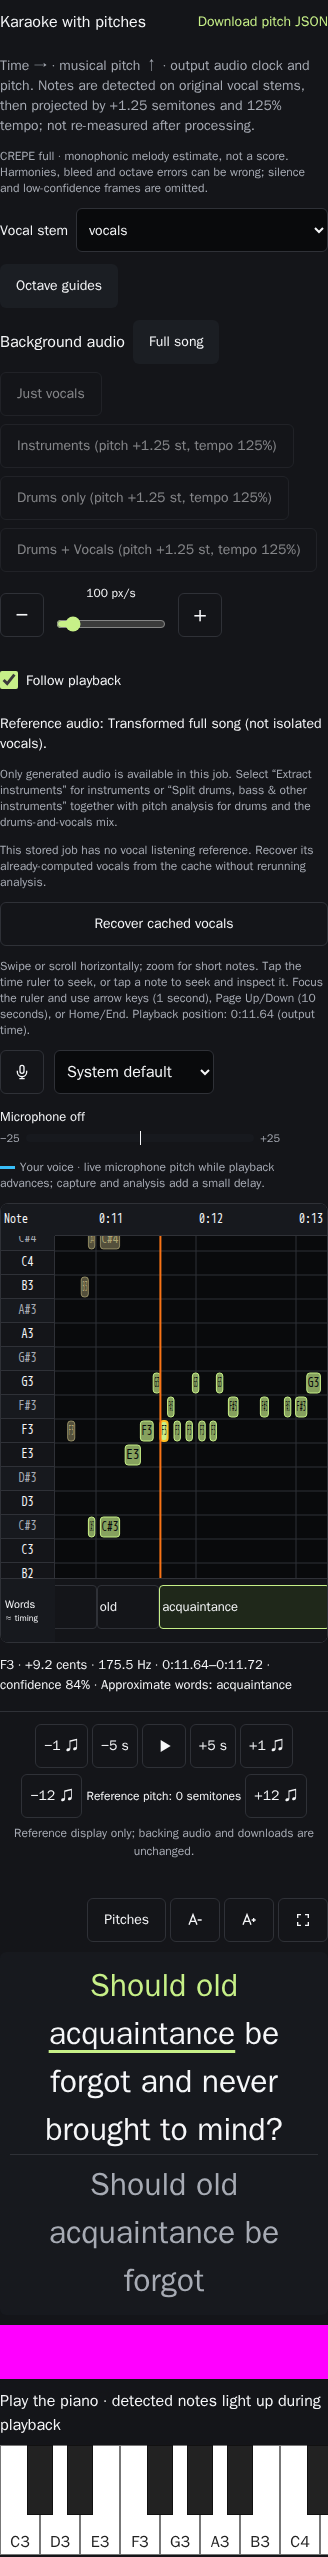 Karaoke with pitches
Download pitch JSON
Time → · musical pitch ↑ · output audio clock and
pitch. Notes are detected on original vocal stems,
then projected by +1.25 semitones and 125%
tempo; not re-measured after processing.
CREPE full · monophonic melody estimate, not a score.
Harmonies, bleed and octave errors can be wrong; silence
and low-confidence frames are omitted.
Vocal stem
vocals
Octave guides
Background audio
Full song
Just vocals
Instruments (pitch +1.25 st, tempo 125%)
Drums only (pitch +1.25 st, tempo 125%)
Drums + Vocals (pitch +1.25 st, tempo 125%)
100 px/s
−
+
Follow playback
Reference audio: Transformed full song (not isolated
vocals).
Only generated audio is available in this job. Select "Extract
instruments" for instruments or "Split drums, bass & other
instruments" together with pitch analysis for drums and the
drums-and-vocals mix.
This stored job has no vocal listening reference. Recover its
already-computed vocals from the cache without rerunning
analysis.
Recover cached vocals
Swipe or scroll horizontally; zoom for short notes. Tap the
time ruler to seek, or tap a note to seek and inspect it. Focus
the ruler and use arrow keys (1 second), Page Up/Down (10
seconds), or Home/End. Playback position: 0:11.64 (output
time).
System default
Microphone off
−25
+25
Your voice · live microphone pitch while playback
advances; capture and analysis add a small delay.
Note
0:11
0:12
0:13
C#4
C#4
C4
B3
A#3
A3
G#3
G3
G3
F#3
F3
F3
E3
E3
D#3
D3
C#3
C#3
C3
B2
Words
≈ timing
old
acquaintance
F3 · +9.2 cents · 175.5 Hz · 0:11.64–0:11.72 ·
confidence 84% · Approximate words: acquaintance
−1 ♫
−5 s
▶
+5 s
+1 ♫
−12 ♫
Reference pitch: 0 semitones
+12 ♫
Reference display only; backing audio and downloads are
unchanged.
Pitches
A-
A+
Should old
acquaintance be
forgot and never
brought to mind?
Should old
acquaintance be
forgot
Play the piano · detected notes light up during
playback
C3 D3 E3 F3 G3 A3 B3 C4